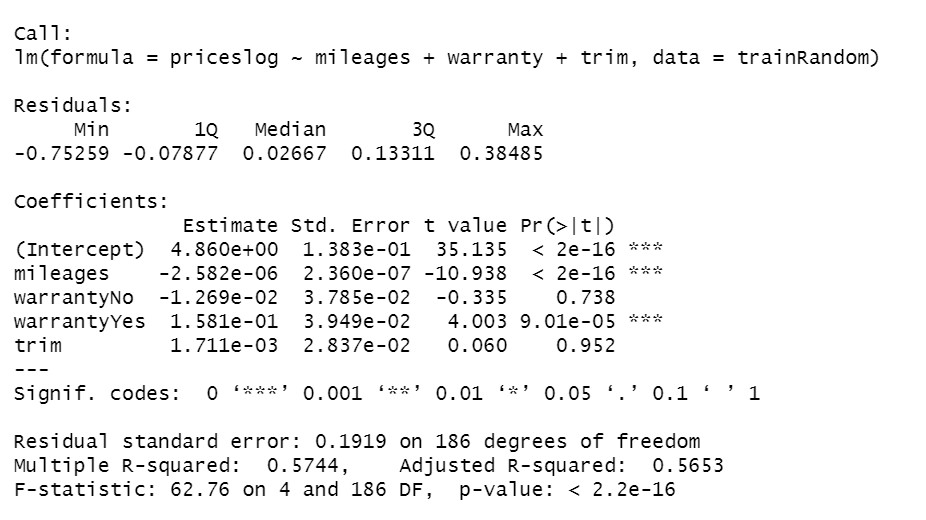 Call:
lm(formula = priceslog ~ mileages + warranty + trim, data = trainRandom)
Residuals:
Min 1Q Median 3Q Max
-0.75259 -0.07877 0.02667 0.13311 0.38485
Coefficients:
Estimate Std. Error t value Pr(>|t|)
(Intercept) 4.860e+00 1.383e-01 35.135 < 2e-16 ***
mileages -2.582e-06 2.360e-07 -10.938 < 2e-16 ***
warrantyNo -1.269e-02 3.785e-02 -0.335 0.738
warrantyYes 1.581e-01 3.949e-02 4.003 9.01e-05 ***
trim 1.711e-03 2.837e-02 0.060 0.952
---
Signif. codes: 0 ‘***’ 0.001 ‘**’ 0.01 ‘*’ 0.05 ‘.’ 0.1 ‘ ’ 1
Residual standard error: 0.1919 on 186 degrees of freedom
Multiple R-squared: 0.5744, Adjusted R-squared: 0.5653
F-statistic: 62.76 on 4 and 186 DF, p-value: < 2.2e-16